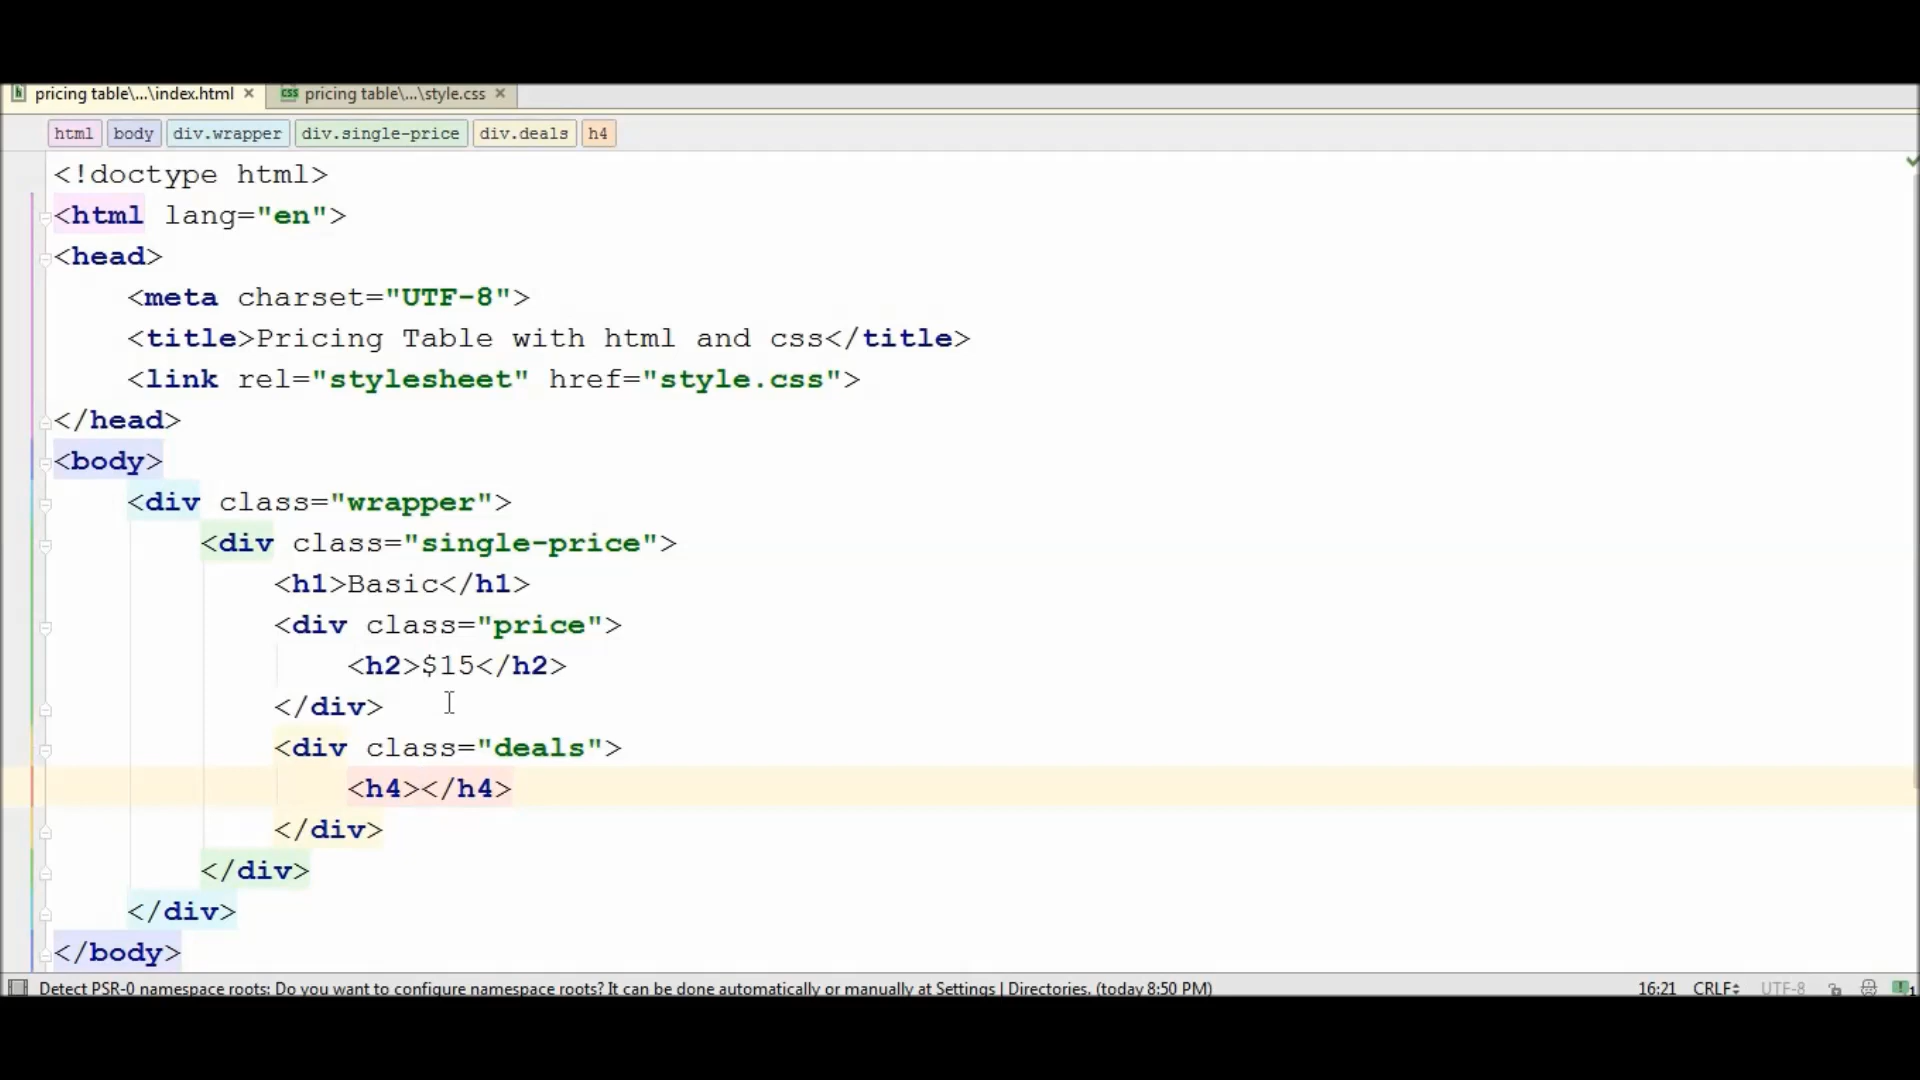 pricing table\...\index.html × pricing table\...\style.css ×
html body div.wrapper div.single-price div.deals h4
<!doctype html>
<html lang="en">
<head>
<meta charset="UTF-8">
<title>Pricing Table with html and css</title>
<link rel="stylesheet" href="style.css">
</head>
<body>
<div class="wrapper">
<div class="single-price">
<h1>Basic</h1>
<div class="price">
<h2>$15</h2>
</div>
<div class="deals">
<h4></h4>
</div>
</div>
</div>
</body>
Detect PSR-0 namespace roots: Do you want to configure namespace roots? It can be done automatically or manually at Settings | Directories. (today 8:50 PM) 16:21 CRLF UTF-8 1